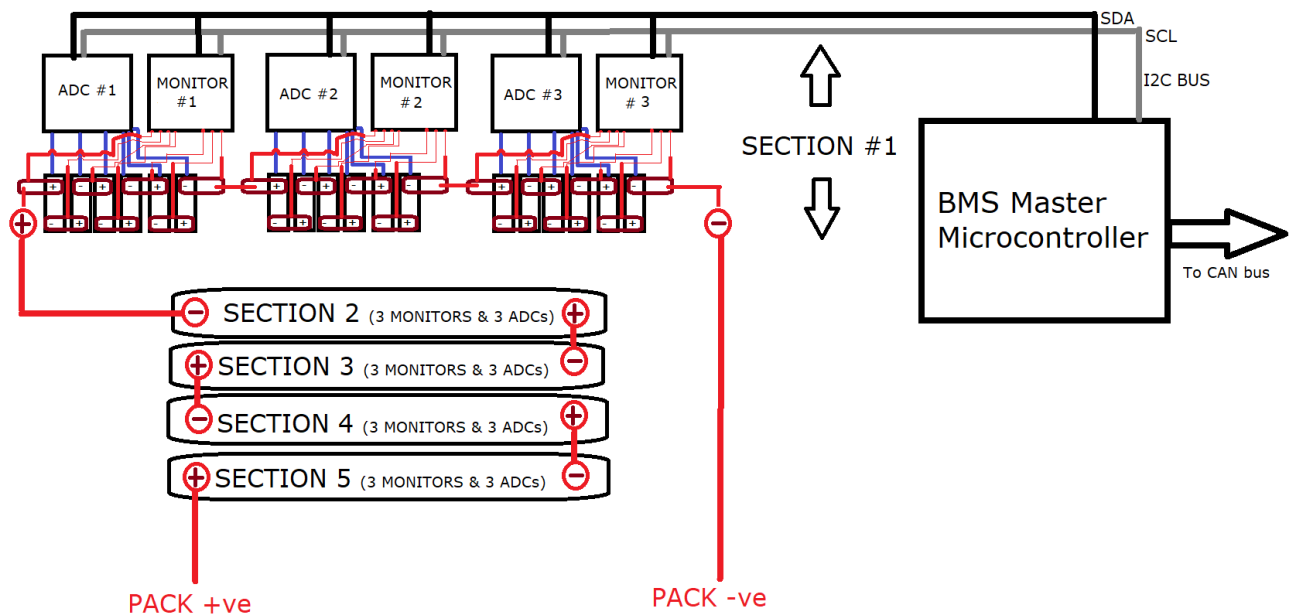 SDA
SCL
I2C BUS
ADC #1
MONITOR
#1
ADC #2
MONITOR
#2
ADC #3
MONITOR
# 3
SECTION #1
BMS Master
Microcontroller
To CAN bus
+ - + - + -
- + - + - +
+ - + - + -
- + - + - +
+ - + - + -
- + - + - +
+
-
- SECTION 2 (3 MONITORS & 3 ADCs) +
+ SECTION 3 (3 MONITORS & 3 ADCs) -
- SECTION 4 (3 MONITORS & 3 ADCs) +
+ SECTION 5 (3 MONITORS & 3 ADCs) -
PACK +ve
PACK -ve